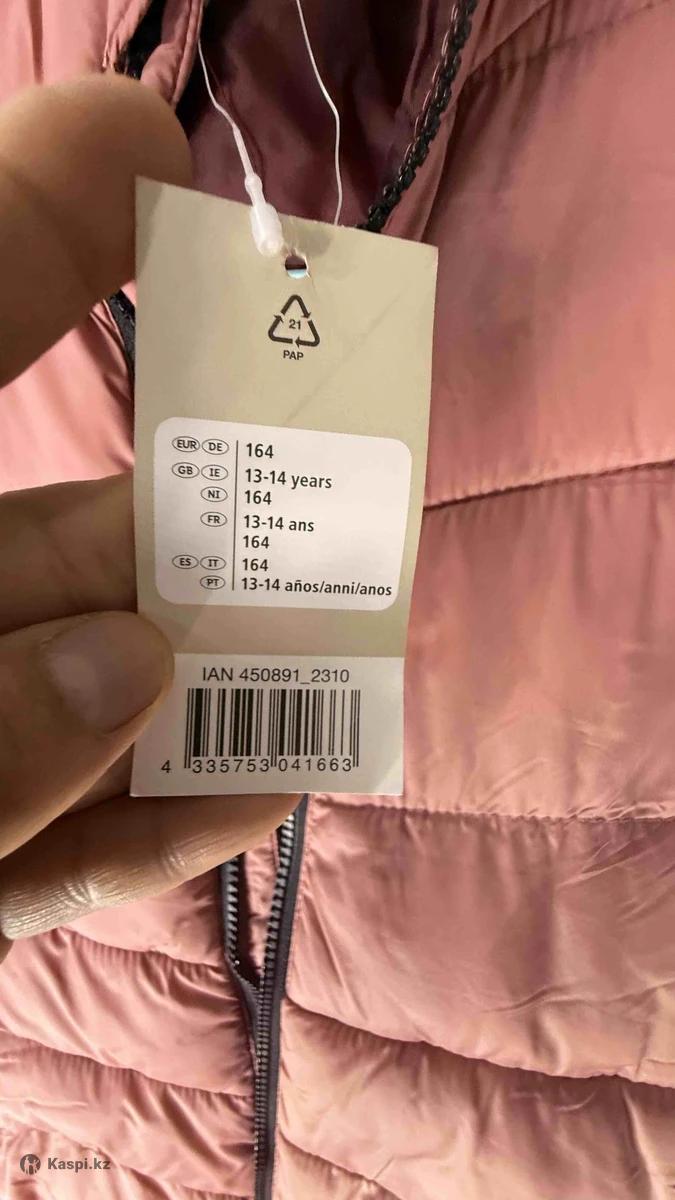 21
PAP
EUR DE 164
GB IE 13-14 years
NI 164
FR 13-14 ans
164
ES IT 164
PT 13-14 años/anni/anos
IAN 450891_2310
4 335753 041663
Kaspi.kz